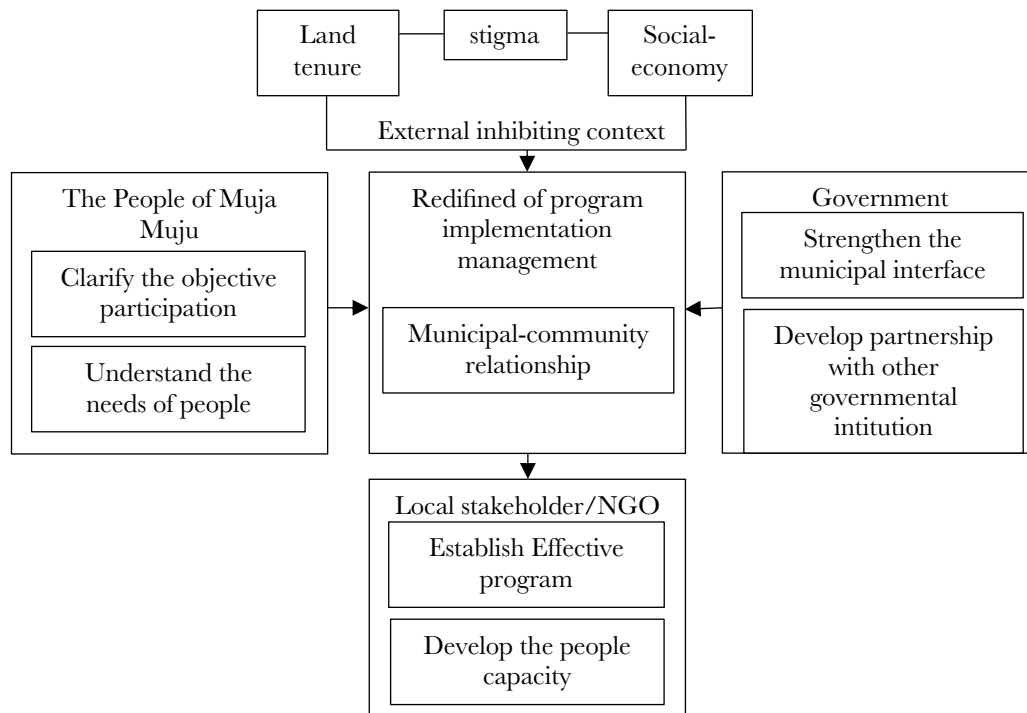 Land
tenure
stigma
Social-
economy
External inhibiting context
The People of Muja
Muju
Clarify the objective
participation
Understand the
needs of people
Redifined of program
implementation
management
Municipal-community
relationship
Government
Strengthen the
municipal interface
Develop partnership
with other
governmental
intitution
Local stakeholder/NGO
Establish Effective
program
Develop the people
capacity